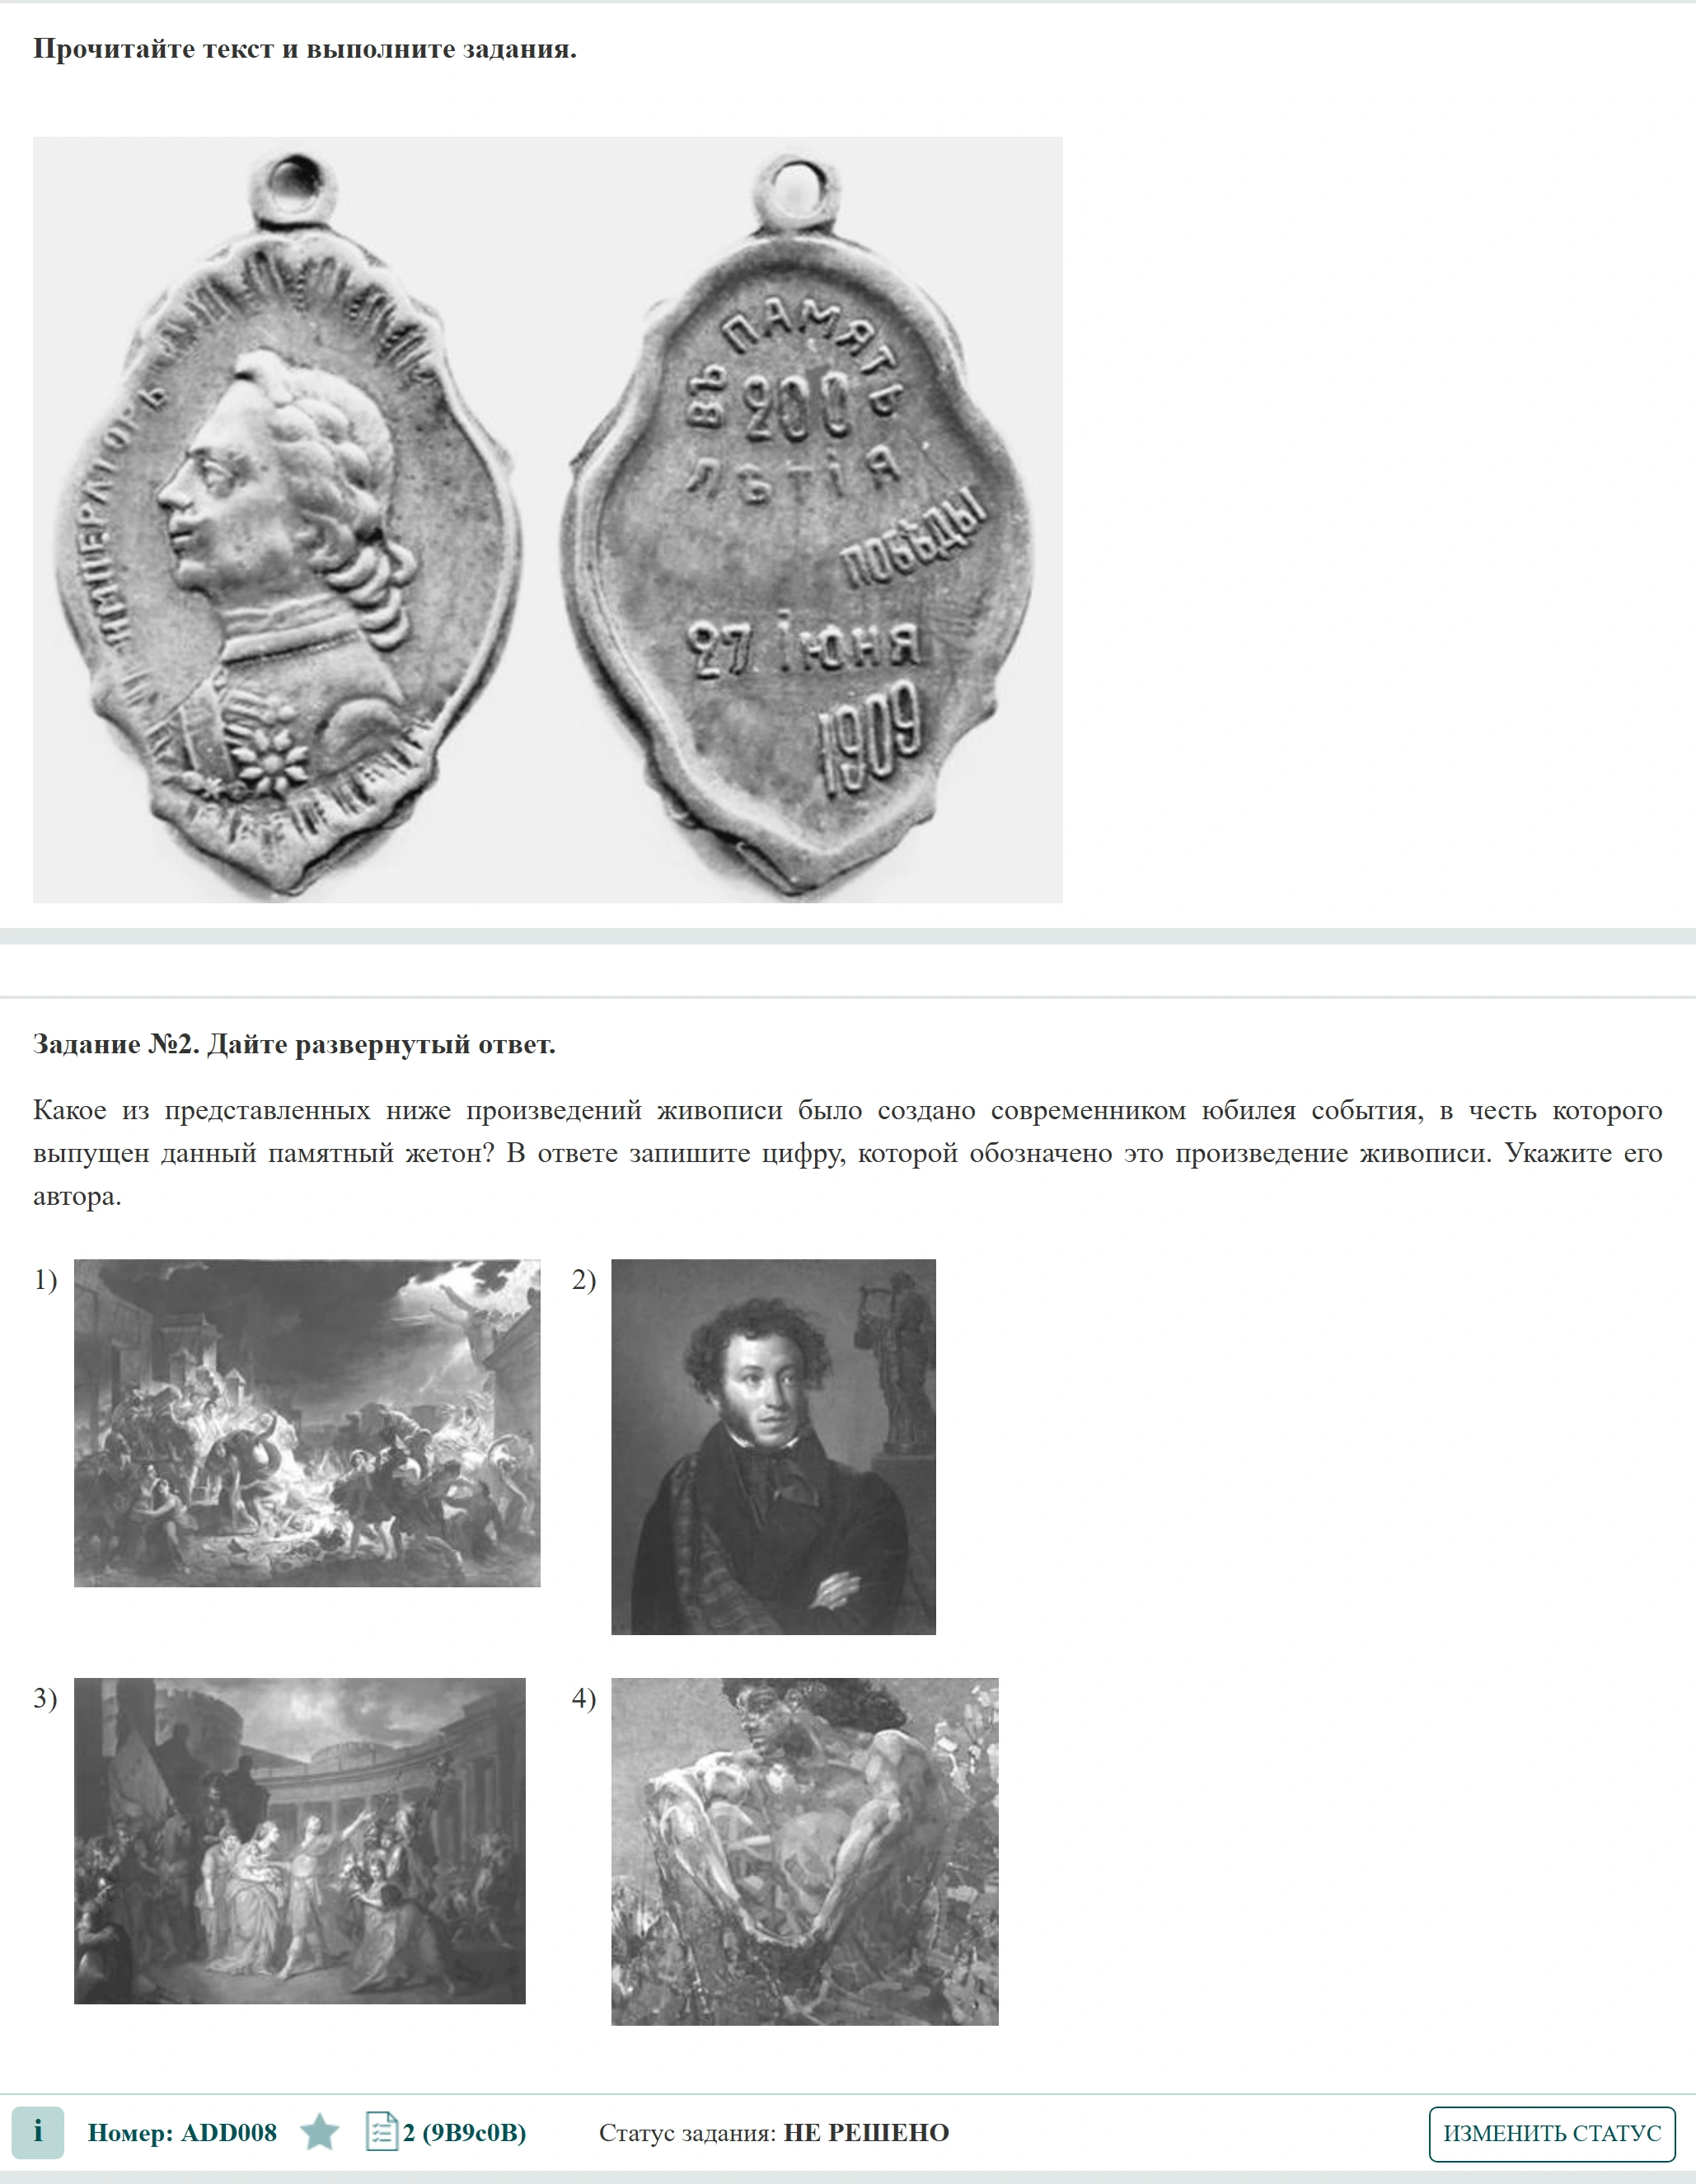 Прочитайте текст и выполните задания.
ИМПЕРАТОРЪ
ВЪ ПАМЯТЬ
200
ЛѢТІЯ
ПОБѢДЫ
27 Іюня
1909
Задание №2. Дайте развернутый ответ.
Какое из представленных ниже произведений живописи было создано современником юбилея события, в честь которого
выпущен данный памятный жетон? В ответе запишите цифру, которой обозначено это произведение живописи. Укажите его
автора.
1)
2)
3)
4)
i
Номер: ADD008
2 (9B9c0B)
Статус задания: НЕ РЕШЕНО
ИЗМЕНИТЬ СТАТУС